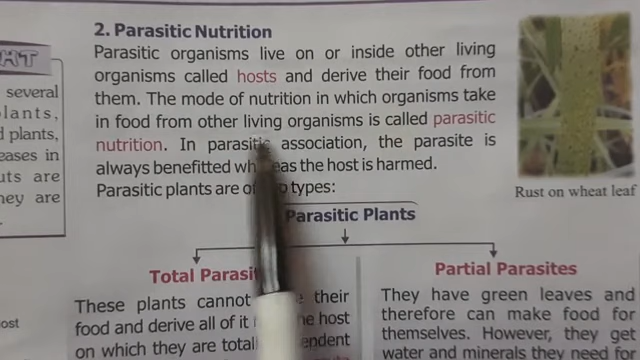 2. Parasitic Nutrition
Parasitic organisms live on or inside other living
organisms called hosts and derive their food from
them. The mode of nutrition in which organisms take
in food from other living organisms is called parasitic
nutrition. In parasitic association, the parasite is
always benefitted whereas the host is harmed.
Parasitic plants are of types:
Rust on wheat leaf
Parasitic Plants
Total Parasit
These plants cannot their
food and derive all of it host
on which they are
Partial Parasites
They have green leaves and
therefore can make food for
themselves. However, they get
water and minerals they need for
several
plants,
plants,
eases in
uts are
hey are
ost